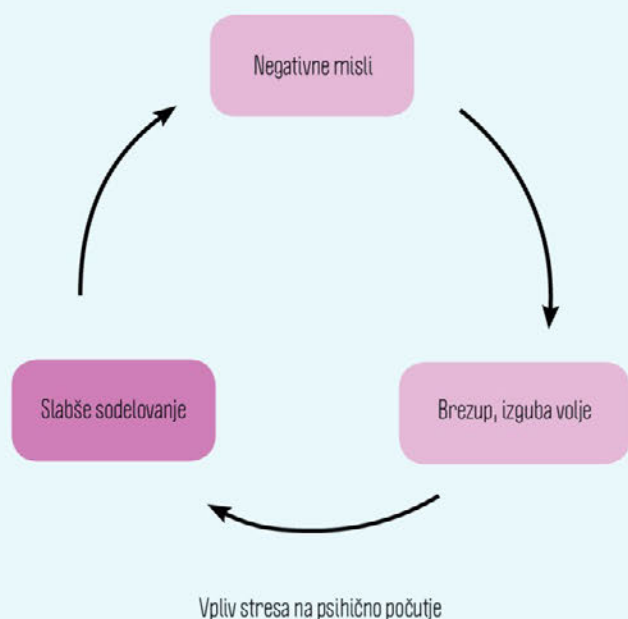 Negativne misli
Slabše sodelovanje
Brezup, izguba volje
Vpliv stresa na psihično počutje